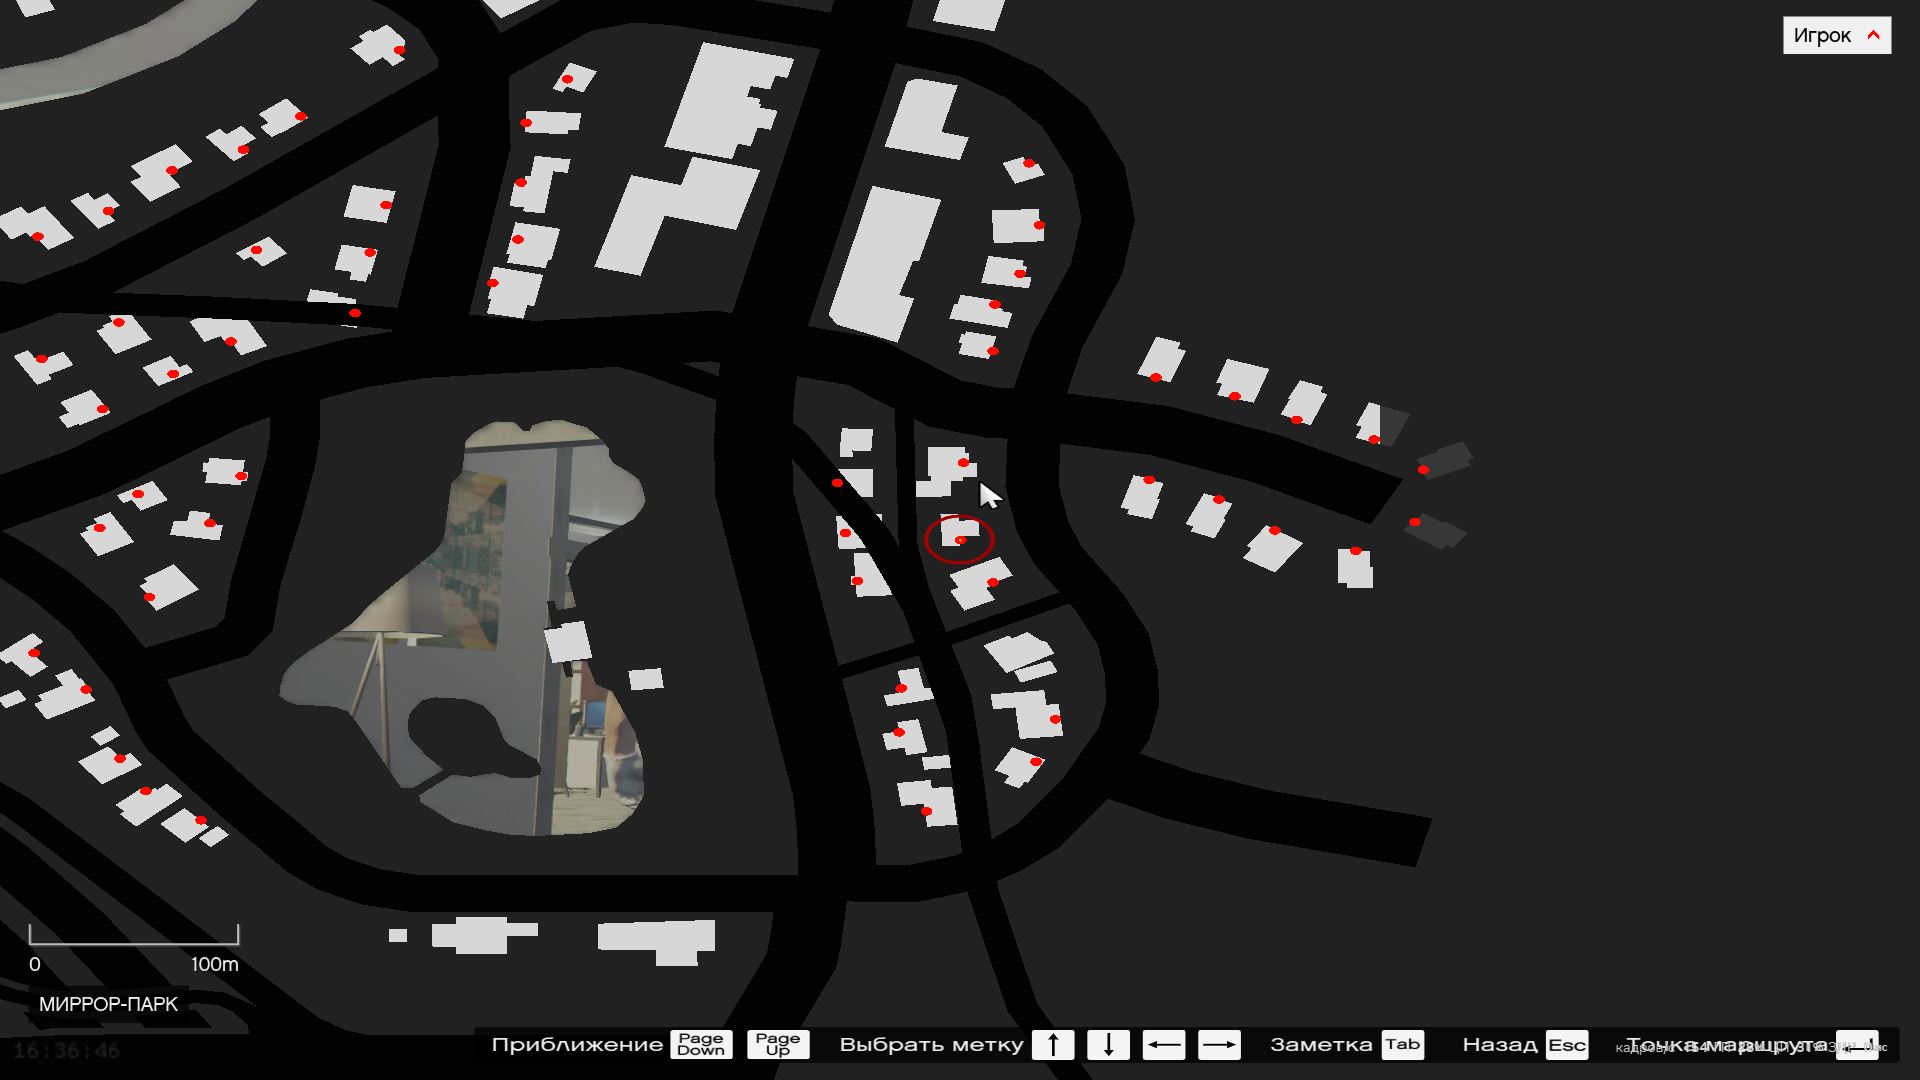 Игрок
0 100m
МИРРОР-ПАРК
16:36:46
Приближение Page Down Page Up Выбрать метку ↑ ↓ ← → Заметка Tab Назад Esc Точка маршрута